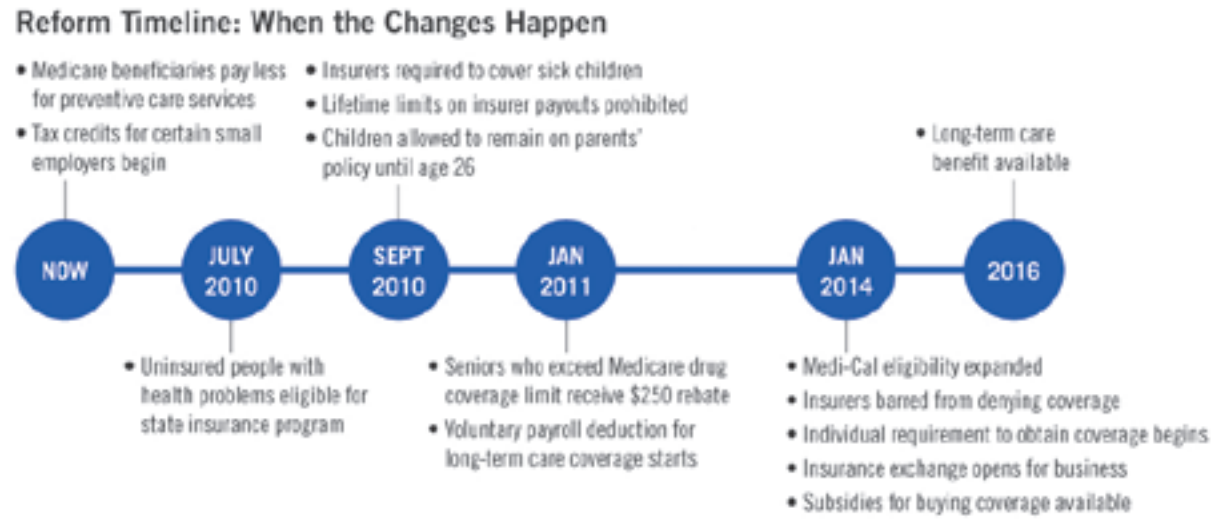 Reform Timeline: When the Changes Happen
• Medicare beneficiaries pay less
for preventive care services
• Tax credits for certain small
employers begin
• Insurers required to cover sick children
• Lifetime limits on insurer payouts prohibited
• Children allowed to remain on parents'
policy until age 26
• Long-term care
benefit available
NOW
JULY
2010
SEPT
2010
JAN
2011
JAN
2014
2016
• Uninsured people with
health problems eligible for
state insurance program
• Seniors who exceed Medicare drug
coverage limit receive $250 rebate
• Voluntary payroll deduction for
long-term care coverage starts
• Medi-Cal eligibility expanded
• Insurers barred from denying coverage
• Individual requirement to obtain coverage begins
• Insurance exchange opens for business
• Subsidies for buying coverage available